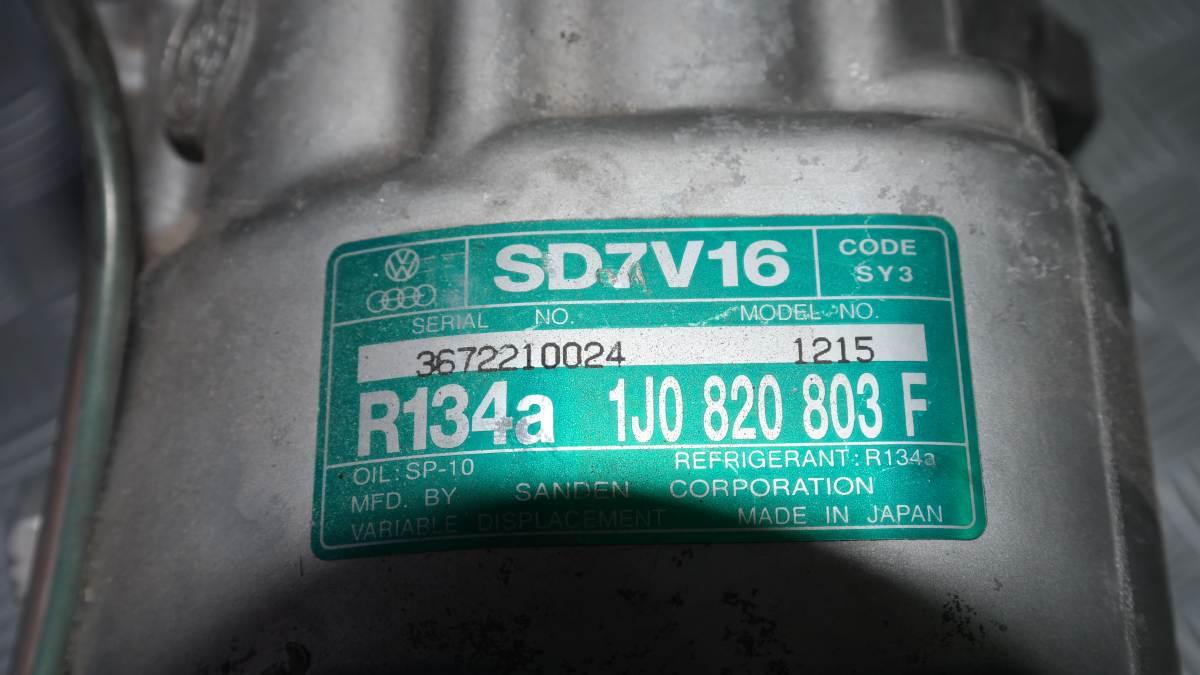 SD7V16
CODE
SY3
SERIAL NO. MODEL NO.
3672210024 1215
R134a 1J0 820 803 F
OIL: SP-10 REFRIGERANT: R134a
MFD. BY SANDEN CORPORATION
VARIABLE DISPLACEMENT MADE IN JAPAN